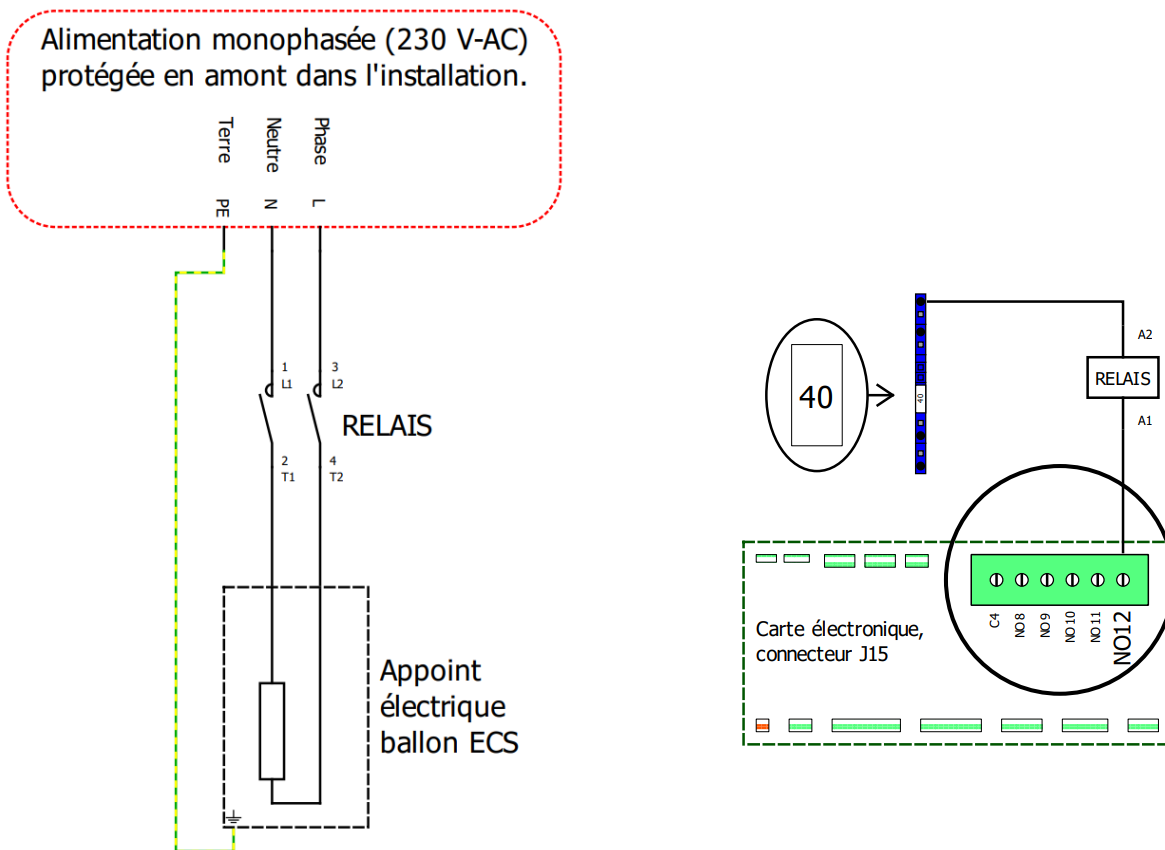 Alimentation monophasée (230 V-AC)
protégée en amont dans l'installation.
Terre
Neutre
Phase
PE
N
L
1
L1
3
L2
RELAIS
2
T1
4
T2
Appoint
électrique
ballon ECS
40
40
A2
RELAIS
A1
C4
NO8
NO9
NO10
NO11
NO12
Carte électronique,
connecteur J15